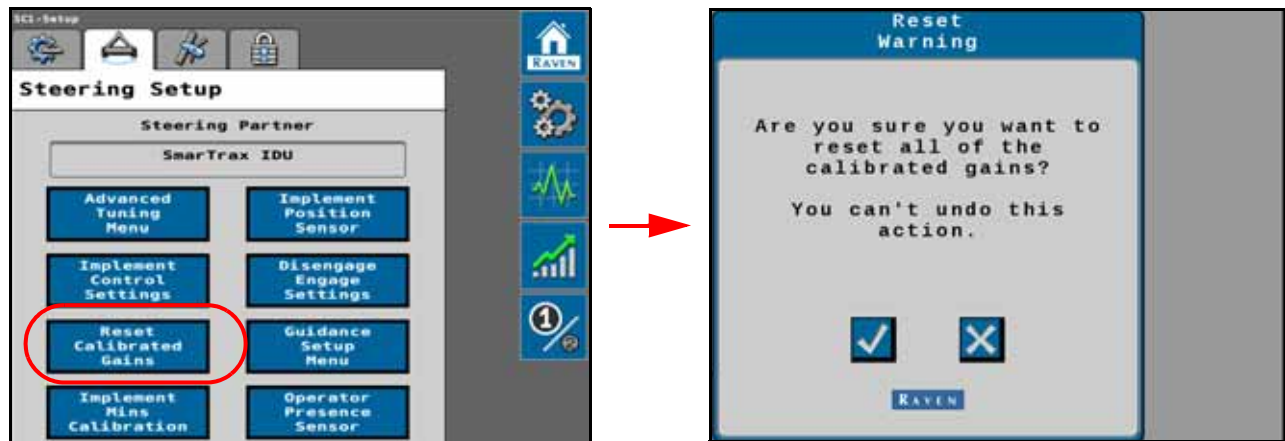 SC1-Setup
Steering Setup
Steering Partner
SmarTrax IDU
Advanced
Tuning
Menu
Implement
Position
Sensor
Implement
Control
Settings
Disengage
Engage
Settings
Reset
Calibrated
Gains
Guidance
Setup
Menu
Implement
Mins
Calibration
Operator
Presence
Sensor
RAVEN
1
Reset
Warning
Are you sure you want to
reset all of the
calibrated gains?
You can't undo this
action.
RAVEN